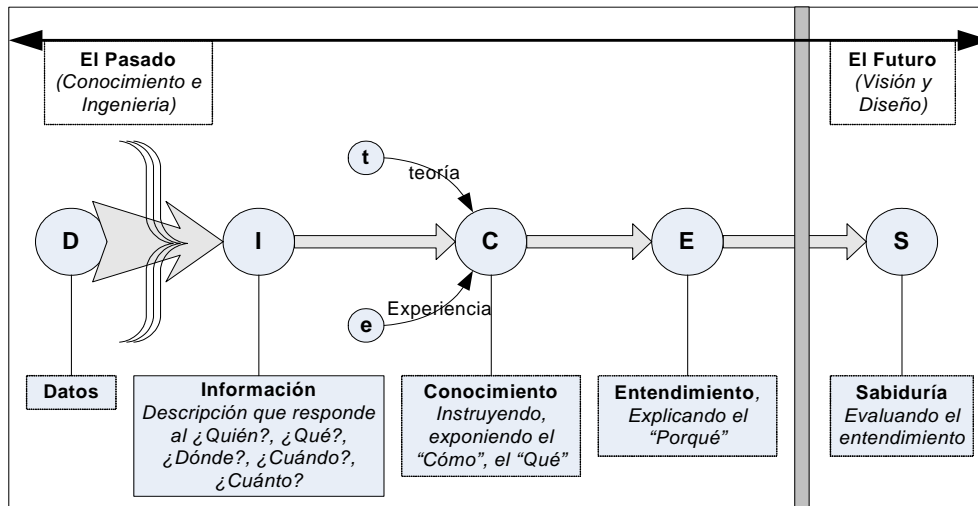 El Pasado
(Conocimiento e
Ingenieria)
El Futuro
(Visión y
Diseño)
t
teoría
D
I
C
E
S
Experiencia
e
Datos
Información
Descripción que responde
al ¿Quién?, ¿Qué?,
¿Dónde?, ¿Cuándo?,
¿Cuánto?
Conocimiento
Instruyendo,
exponiendo el
“Cómo”, el “Qué”
Entendimiento,
Explicando el
“Porqué”
Sabiduría
Evaluando el
entendimiento